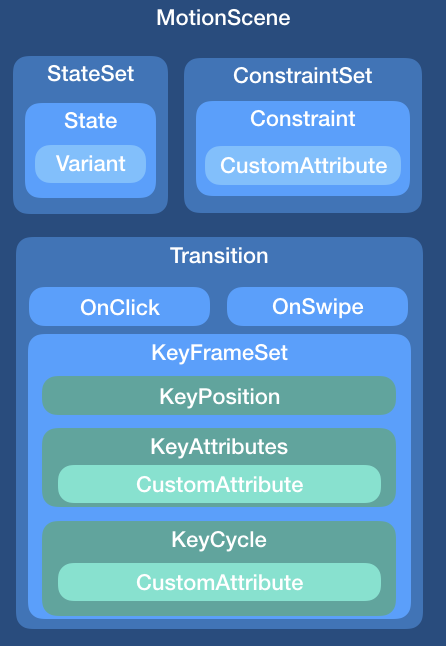 MotionScene
StateSet
State
Variant
ConstraintSet
Constraint
CustomAttribute
Transition
OnClick
OnSwipe
KeyFrameSet
KeyPosition
KeyAttributes
CustomAttribute
KeyCycle
CustomAttribute